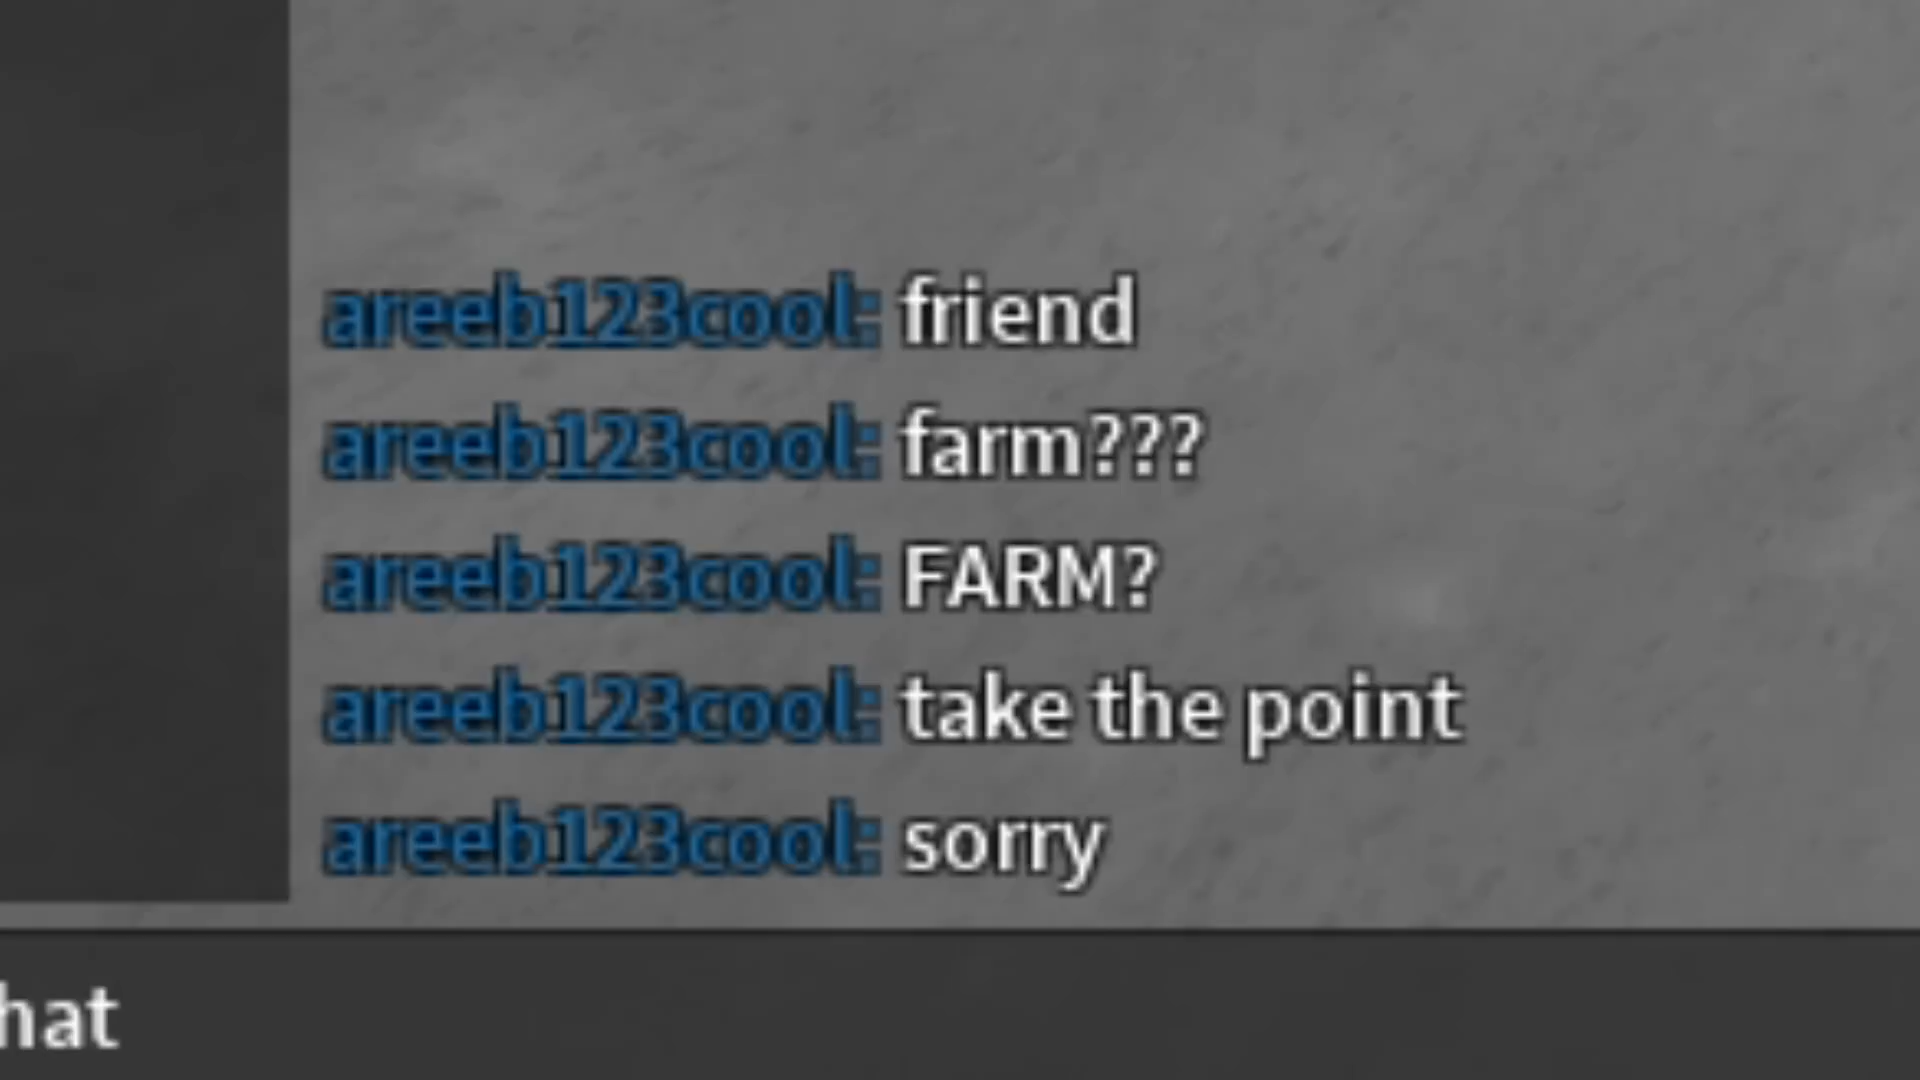 areeb123cool: friend
areeb123cool: farm???
areeb123cool: FARM?
areeb123cool: take the point
areeb123cool: sorry
hat